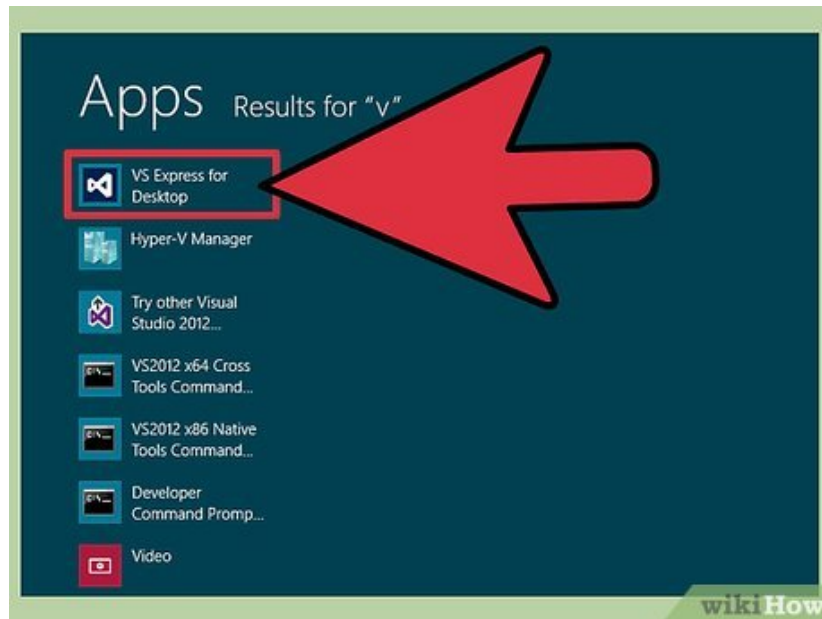 Apps Results for "v"
VS Express for
Desktop
Hyper-V Manager
Try other Visual
Studio 2012...
VS2012 x64 Cross
Tools Command...
VS2012 x86 Native
Tools Command...
Developer
Command Promp...
Video
wikiHow